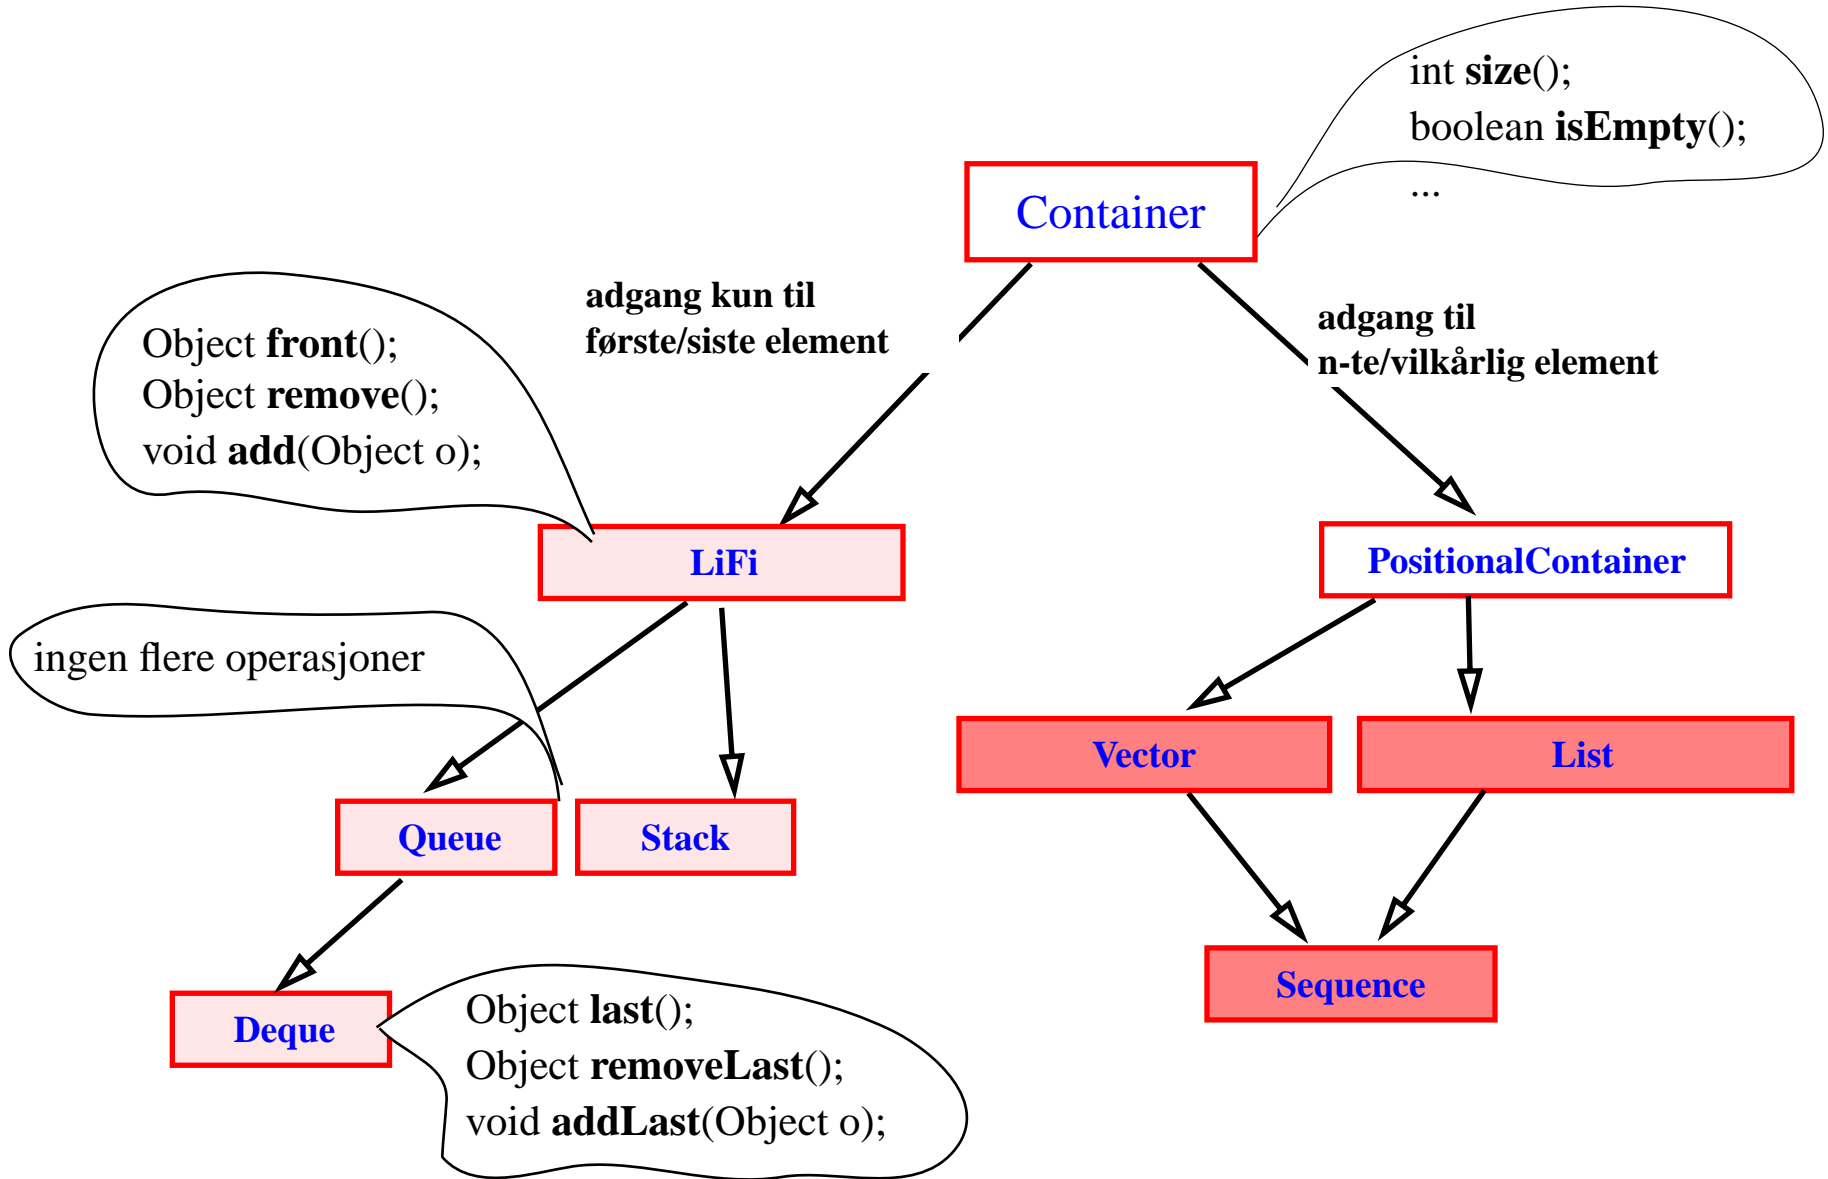 int size();
boolean isEmpty();
...
Container
adgang kun til
første/siste element
adgang til
n-te/vilkårlig element
Object front();
Object remove();
void add(Object o);
LiFi
PositionalContainer
ingen flere operasjoner
Vector
List
Queue
Stack
Sequence
Deque
Object last();
Object removeLast();
void addLast(Object o);